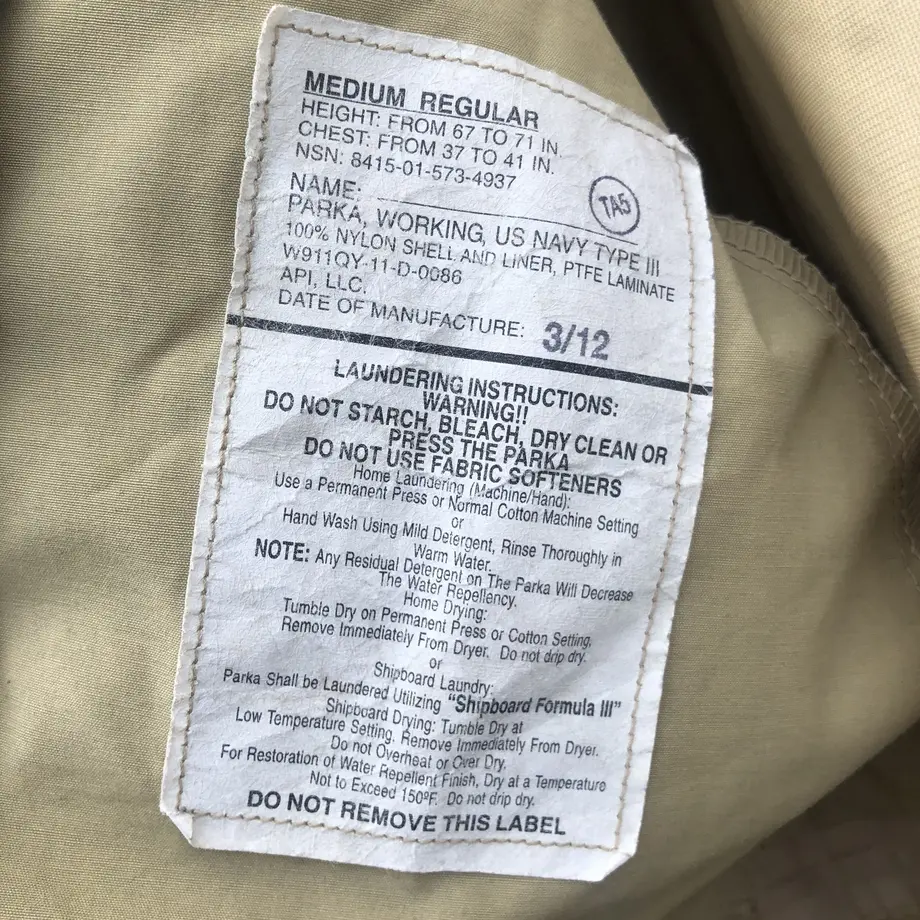 MEDIUM REGULAR
HEIGHT: FROM 67 TO 71 IN.
CHEST: FROM 37 TO 41 IN.
NSN: 8415-01-573-4937
TA5
NAME:
PARKA, WORKING, US NAVY TYPE III
100% NYLON SHELL AND LINER, PTFE LAMINATE
W911QY-11-D-0086
API, LLC.
DATE OF MANUFACTURE: 3/12
LAUNDERING INSTRUCTIONS:
WARNING!!
DO NOT STARCH, BLEACH, DRY CLEAN OR
PRESS THE PARKA
DO NOT USE FABRIC SOFTENERS
Home Laundering (Machine/Hand):
Use a Permanent Press or Normal Cotton Machine Setting
or
Hand Wash Using Mild Detergent, Rinse Thoroughly in
Warm Water.
NOTE: Any Residual Detergent on The Parka Will Decrease
The Water Repellency.
Home Drying:
Tumble Dry on Permanent Press or Cotton Setting,
Remove Immediately From Dryer. Do not drip dry.
or
Shipboard Laundry:
Parka Shall be Laundered Utilizing "Shipboard Formula III"
Shipboard Drying: Tumble Dry at
Low Temperature Setting. Remove Immediately From Dryer.
Do not Overheat or Over Dry.
For Restoration of Water Repellent Finish, Dry at a Temperature
Not to Exceed 150ºF. Do not drip dry.
DO NOT REMOVE THIS LABEL